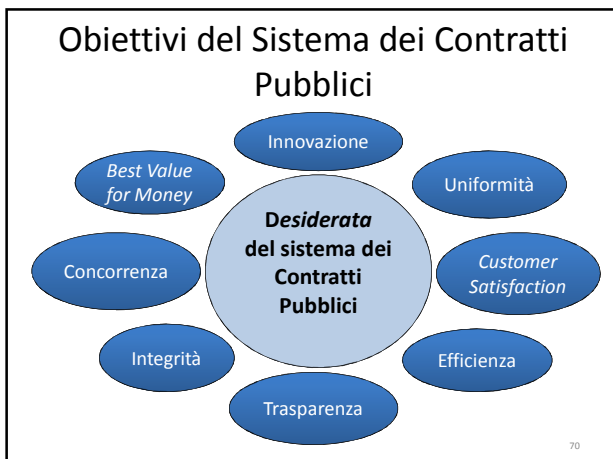 Obiettivi del Sistema dei Contratti
Pubblici
Innovazione
Best Value
for Money
Uniformità
Desiderata
del sistema dei
Contratti
Pubblici
Concorrenza
Customer
Satisfaction
Integrità
Efficienza
Trasparenza
70